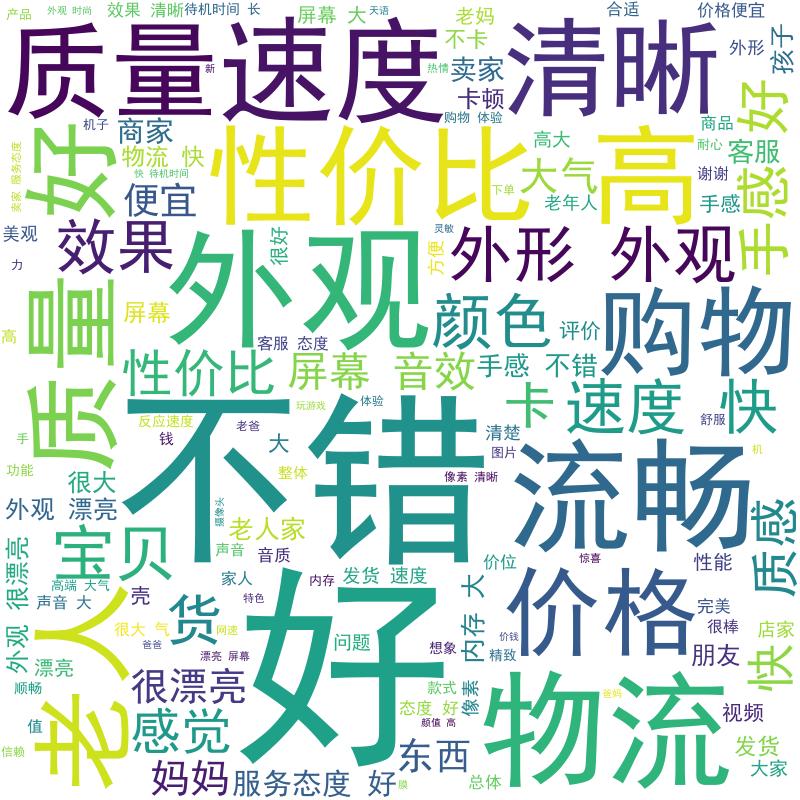 产品
外观 时尚
效果 清晰
待机时间 长
屏幕 大
天语
老妈
合适
价格便宜
不卡
外形
孩子
质量
速度
清晰
新
热情
卖家
卡顿
机子
商家
购物 体验
商品
好
好
物流 快
性价比 高
高大
耐心
客服
卖家 服务态度
快 待机时间
便宜
下单
大气
老年人
谢谢
手感
手感
美观
效果
很好
灵敏
方便
外观
外形 外观
力
质量
屏幕
颜色
评价
购物
高
客服 态度
性价比
屏幕 音效
手感 不错
玩游戏
体验
卡
速度 快
舒服
反应速度
老爸
不错
钱
大
清楚
图片
机
手
功能
很大
整体
像素 清晰
流畅
外观 漂亮
摄像头
老人家
宝贝
声音
音质
价位
惊喜
性能
质感
外观 很漂亮
高端 大气
家人
内存
发货 速度
内存 大
价格
声音 大
壳
货
特色
完美
老人
很大 气
网速
好
问题
想象
价钱
精致
很棒
店家
爸爸
漂亮 屏幕
朋友
快
漂亮
顺畅
很漂亮
款式
像素
物流
爸妈
值
感觉
态度 好
颜值 高
视频
信赖
东西
发货
妈妈
服务态度 好
膜
总体
大家